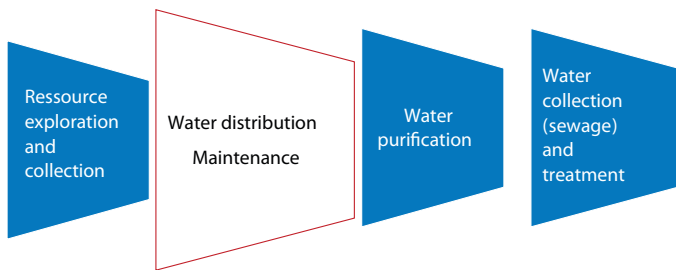 Ressource
exploration
and
collection
Water distribution
Maintenance
Water
purification
Water
collection
(sewage)
and
treatment